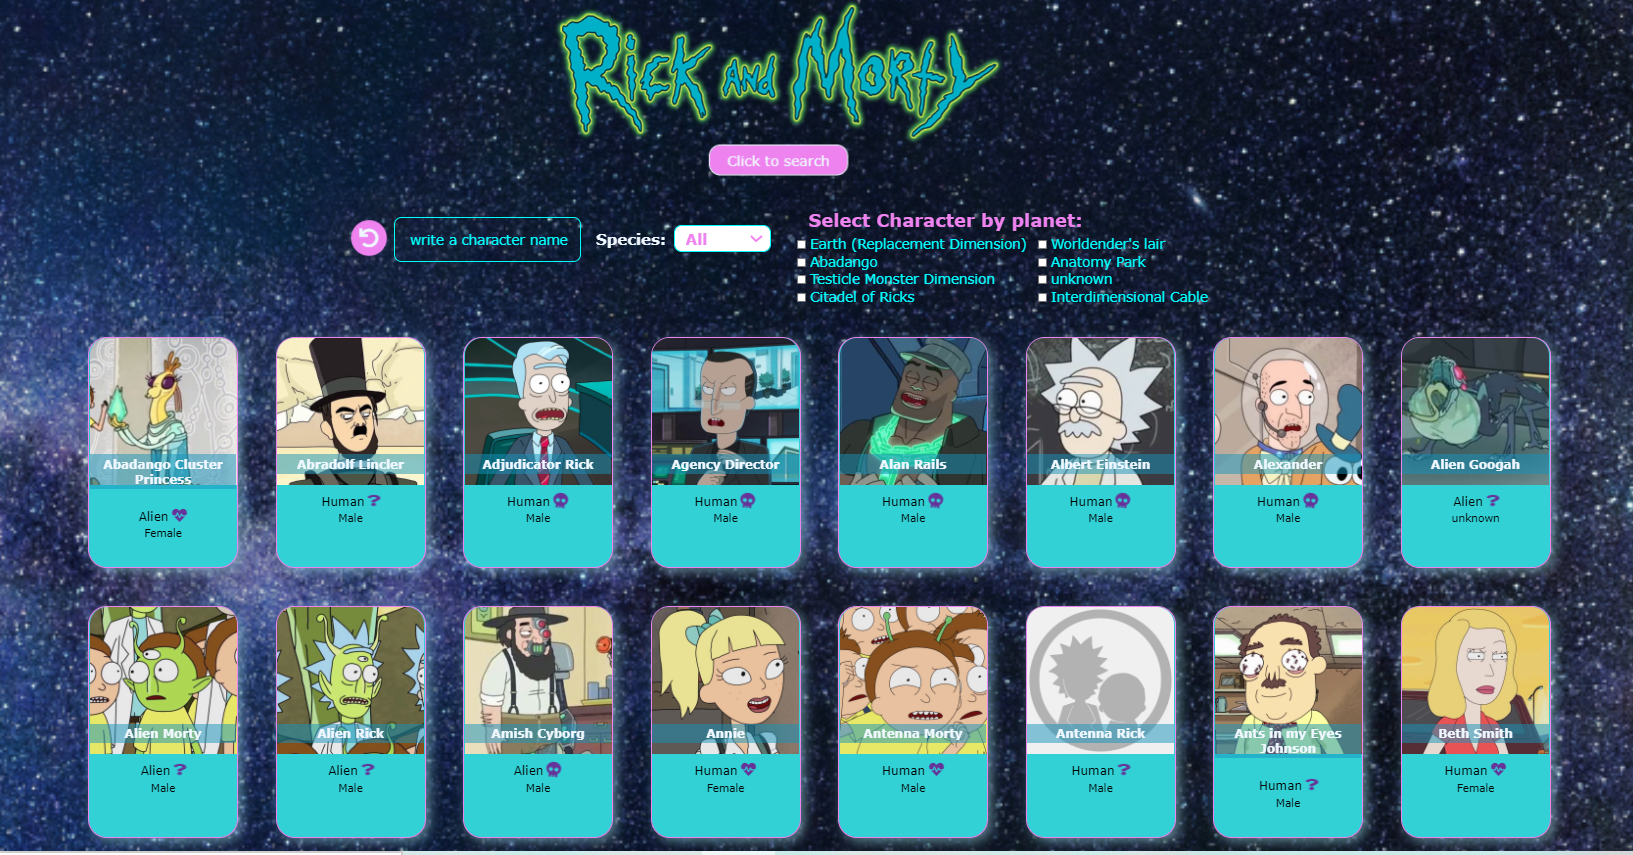 Rick and Morty
Click to search
write a character name
Species: All
Select Character by planet:
Earth (Replacement Dimension)
Worldender's lair
Abadango
Anatomy Park
Testicle Monster Dimension
unknown
Citadel of Ricks
Interdimensional Cable
Abadango Cluster
Princess
Alien
Female
Abradolf Lincler
Human
Male
Adjudicator Rick
Human
Male
Agency Director
Human
Male
Alan Rails
Human
Male
Albert Einstein
Human
Male
Alexander
Human
Male
Alien Googah
Alien
unknown
Alien Morty
Alien
Male
Alien Rick
Alien
Male
Amish Cyborg
Alien
Male
Annie
Human
Female
Antenna Morty
Human
Male
Antenna Rick
Human
Male
Ants in my Eyes
Johnson
Human
Male
Beth Smith
Human
Female